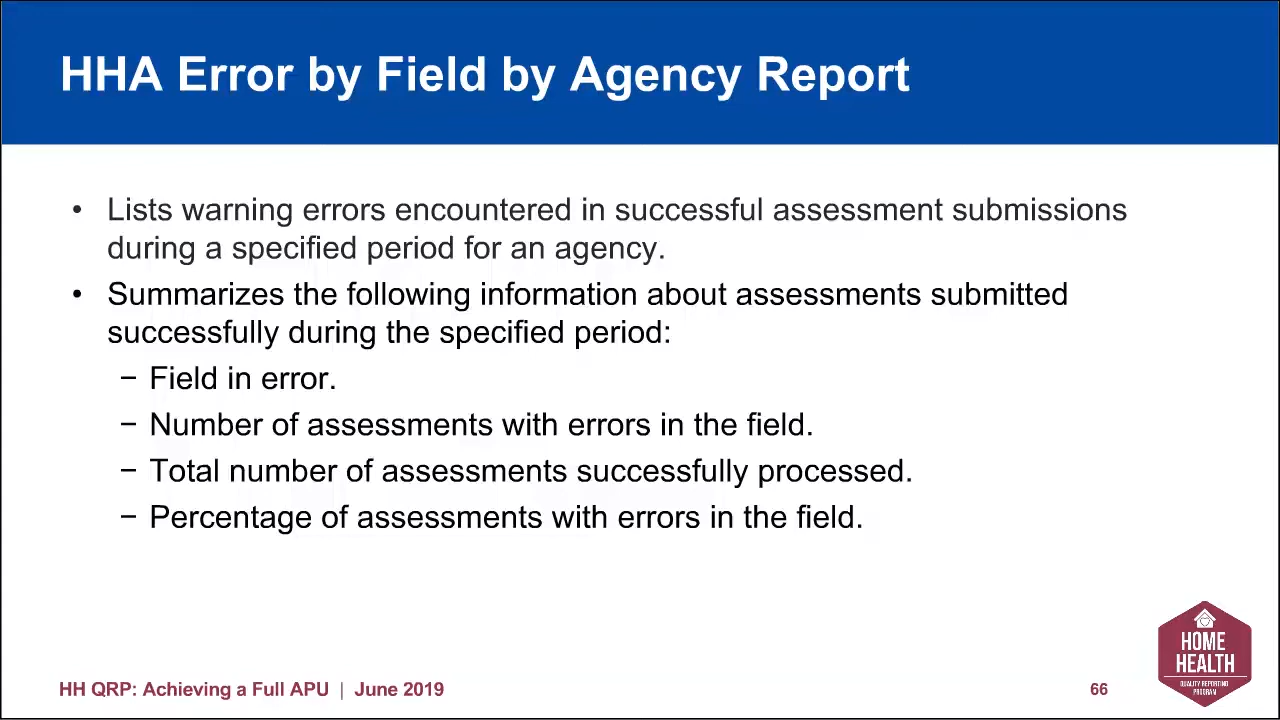 HHA Error by Field by Agency Report
• Lists warning errors encountered in successful assessment submissions
during a specified period for an agency.
• Summarizes the following information about assessments submitted
successfully during the specified period:
− Field in error.
− Number of assessments with errors in the field.
− Total number of assessments successfully processed.
− Percentage of assessments with errors in the field.
HH QRP: Achieving a Full APU | June 2019
66
HOME
HEALTH
QUALITY REPORTING
PROGRAM